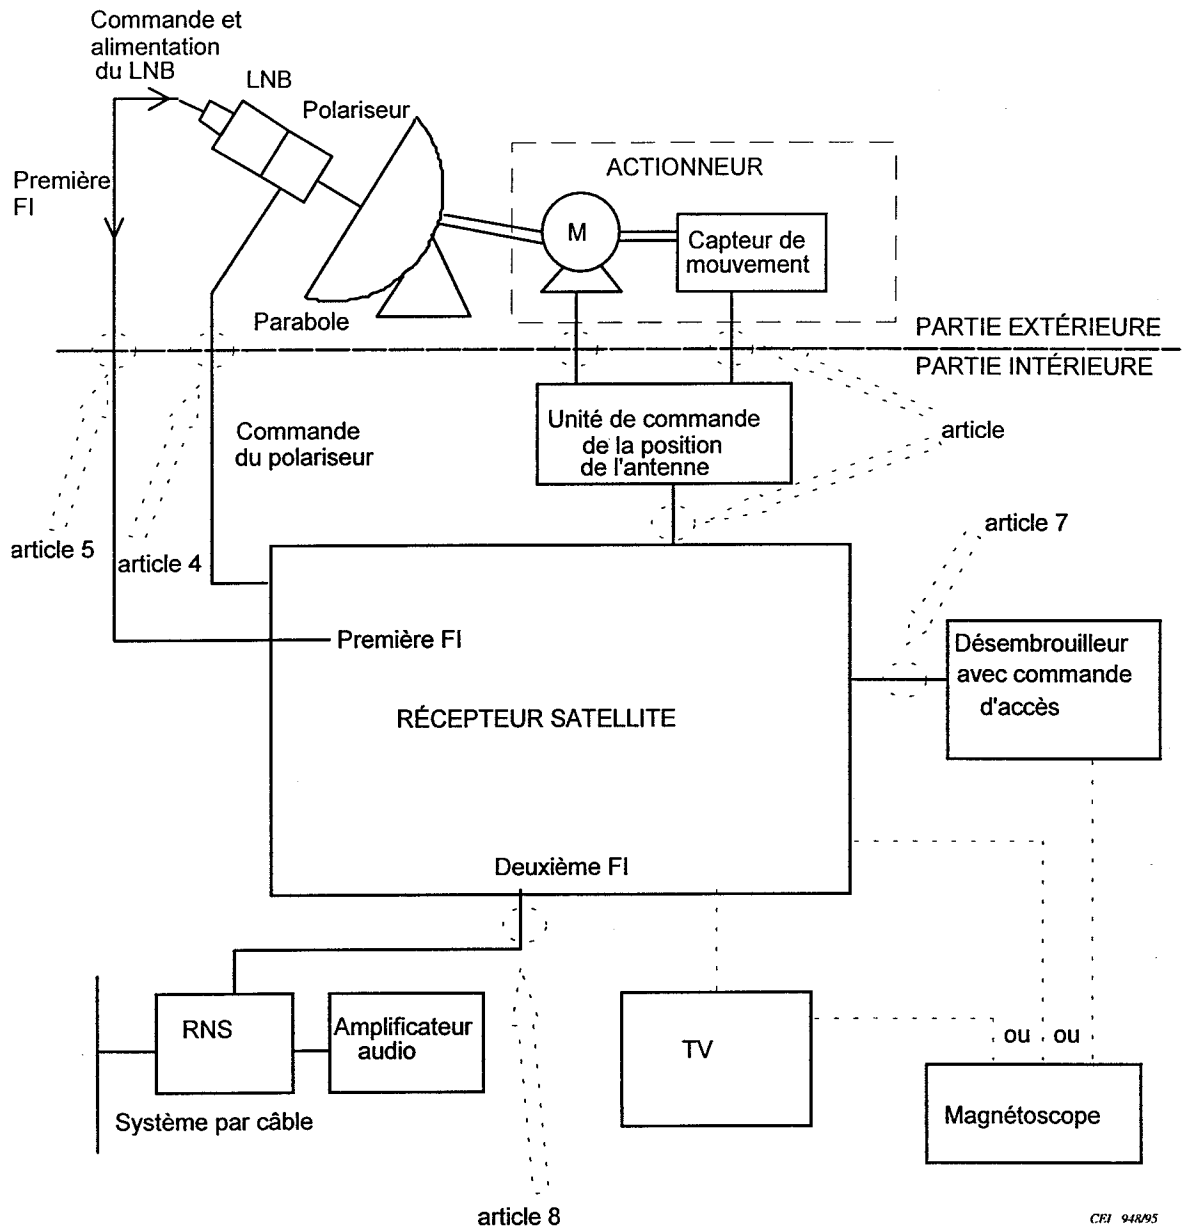 Commande et
alimentation
du LNB
LNB
Polariseur
ACTIONNEUR
Première
FI
M
Capteur de
mouvement
Parabole
PARTIE EXTÉRIEURE
PARTIE INTÉRIEURE
Unité de commande
de la position
de l'antenne
Commande
du polariseur
article
article 5
article 4
article 7
Première FI
Désembrouilleur
avec commande
d'accès
RÉCEPTEUR SATELLITE
Deuxième FI
RNS
Amplificateur
audio
TV
ou
ou
Système par câble
Magnétoscope
article 8
CEI 948/95